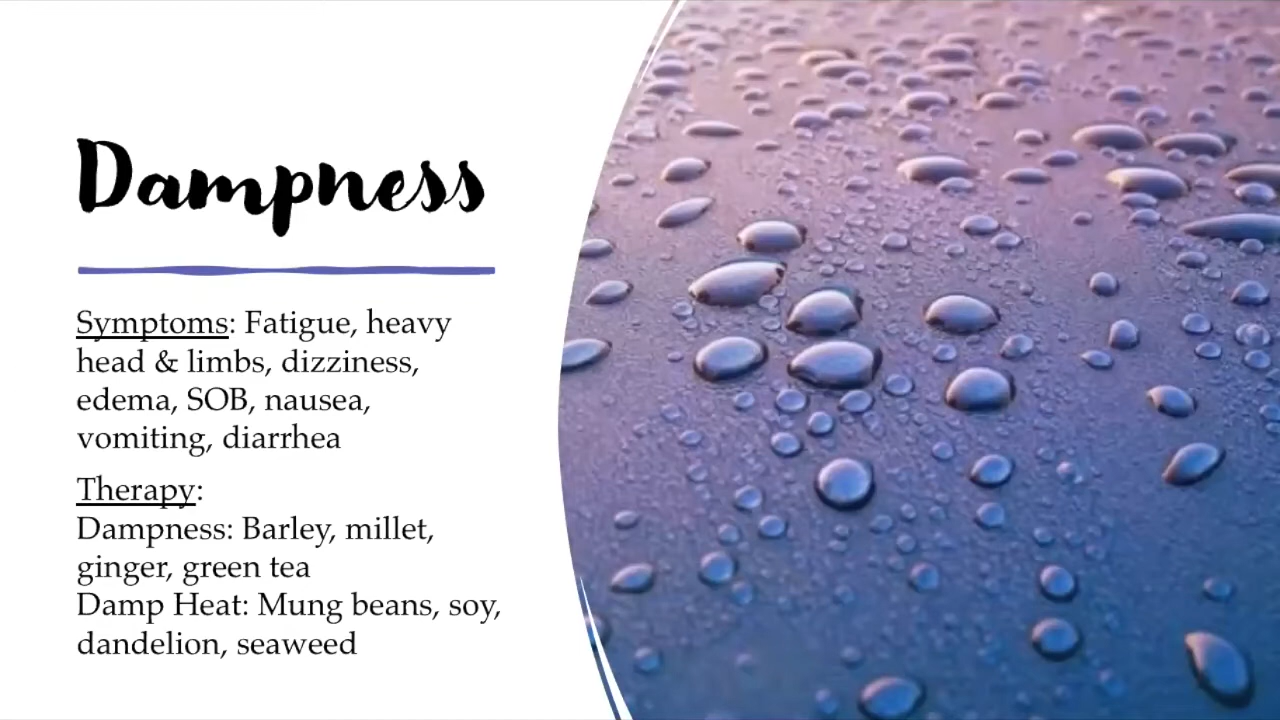 Dampness
Symptoms: Fatigue, heavy
head & limbs, dizziness,
edema, SOB, nausea,
vomiting, diarrhea
Therapy:
Dampness: Barley, millet,
ginger, green tea
Damp Heat: Mung beans, soy,
dandelion, seaweed